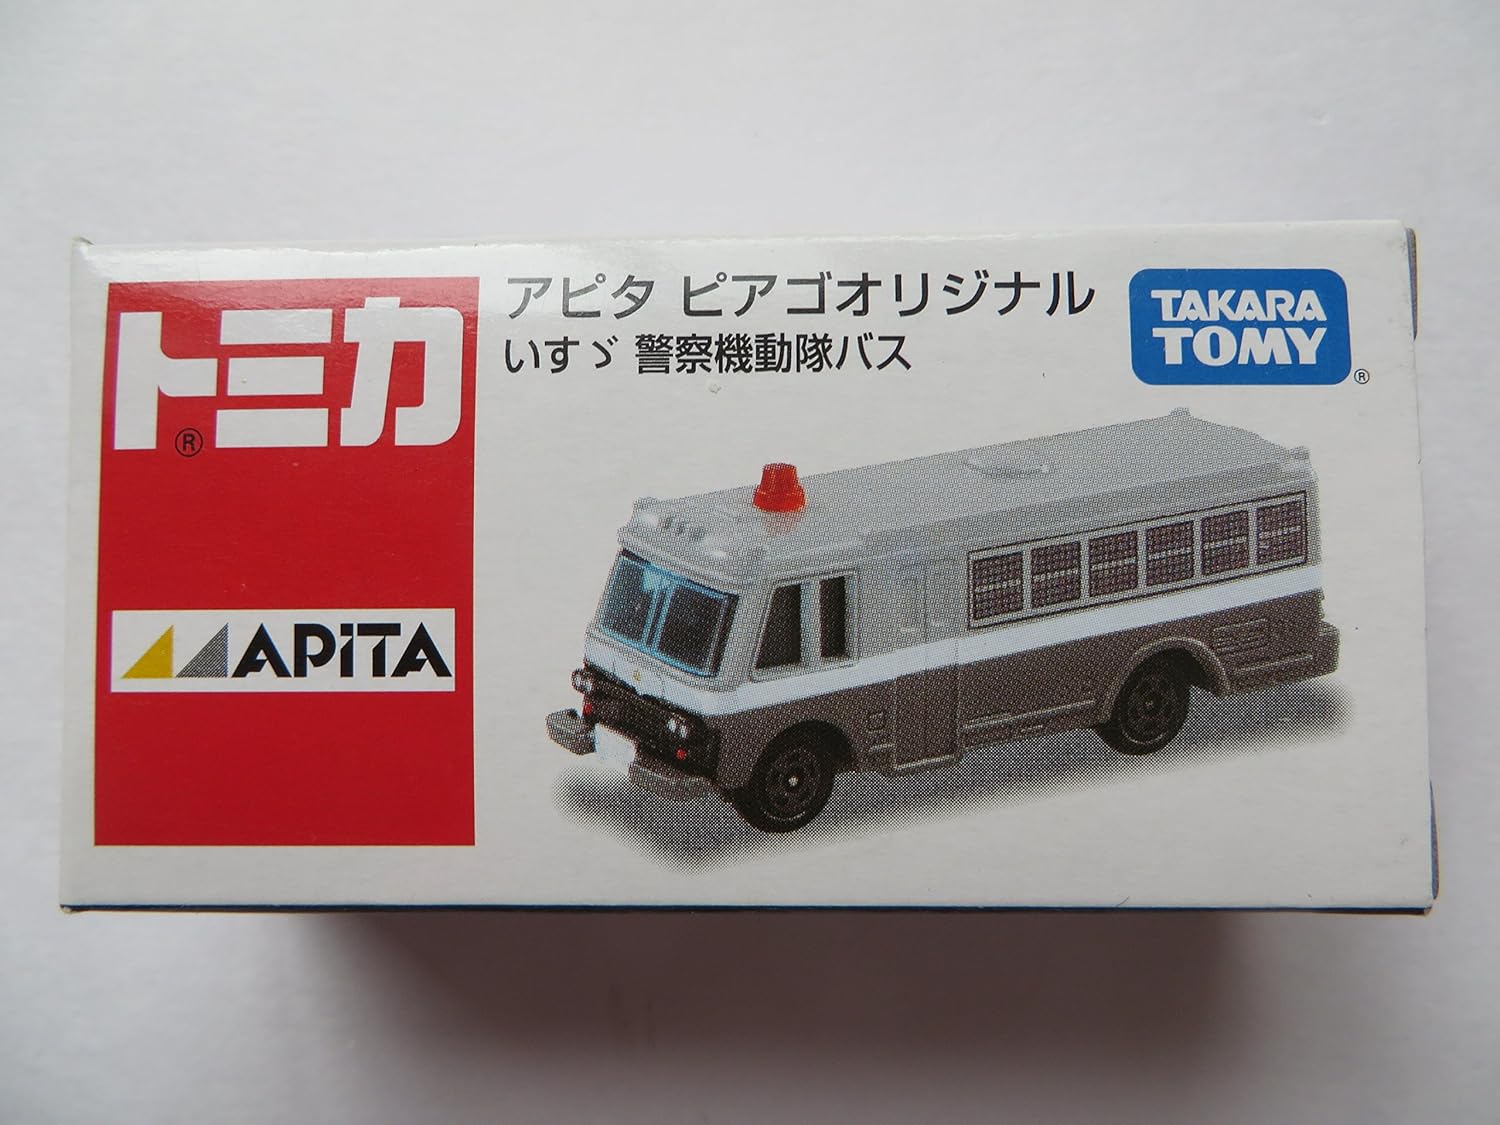 トミカ®
アピタ ピアゴオリジナル
いすゞ 警察機動隊バス
TAKARA
TOMY®
APiTA